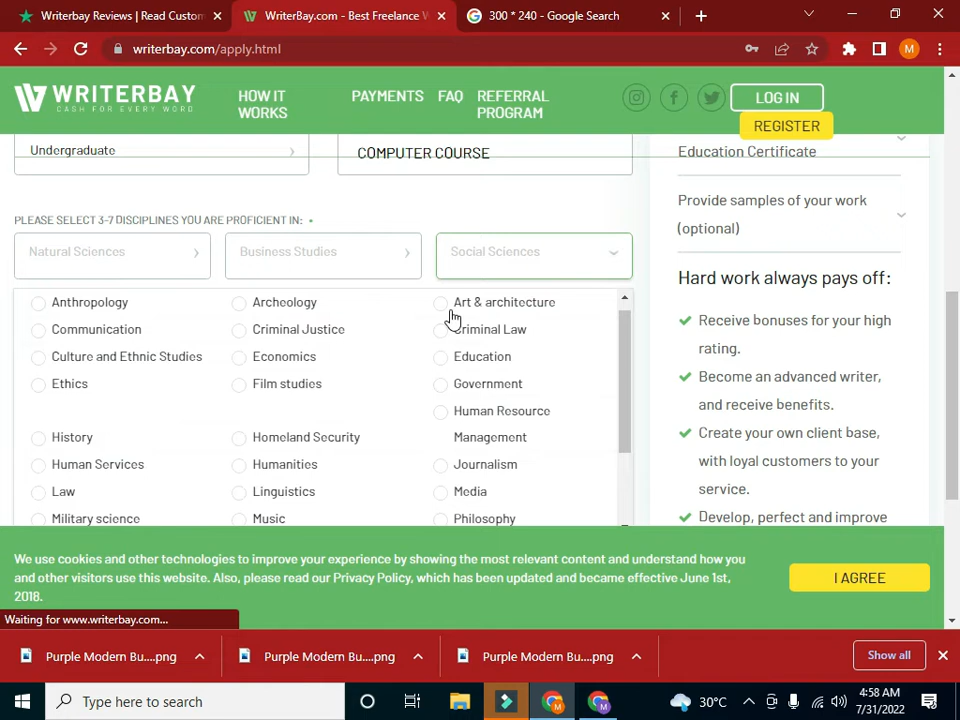 Writerbay Reviews | Read Custom
WriterBay.com - Best Freelance W
300 * 240 - Google Search
writerbay.com/apply.html
M
WRITERBAY
CASH FOR EVERY WORD
HOW IT WORKS
PAYMENTS
FAQ
REFERRAL PROGRAM
LOG IN
REGISTER
Undergraduate
COMPUTER COURSE
Education Certificate
Provide samples of your work
(optional)
PLEASE SELECT 3-7 DISCIPLINES YOU ARE PROFICIENT IN:
Natural Sciences
Business Studies
Social Sciences
Anthropology
Archeology
Art & architecture
Communication
Criminal Justice
Criminal Law
Culture and Ethnic Studies
Economics
Education
Ethics
Film studies
Government
Human Resource
Management
History
Homeland Security
Human Services
Humanities
Journalism
Law
Linguistics
Media
Military science
Music
Philosophy
Hard work always pays off:
Receive bonuses for your high
rating.
Become an advanced writer,
and receive benefits.
Create your own client base,
with loyal customers to your
service.
Develop, perfect and improve
We use cookies and other technologies to improve your experience by showing the most relevant content and understand how you
and other visitors use this website. Also, please read our Privacy Policy, which has been updated and became effective June 1st,
2018.
I AGREE
Waiting for www.writerbay.com...
Purple Modern Bu....png
Purple Modern Bu....png
Purple Modern Bu....png
Show all
Type here to search
30°C
4:58 AM
7/31/2022